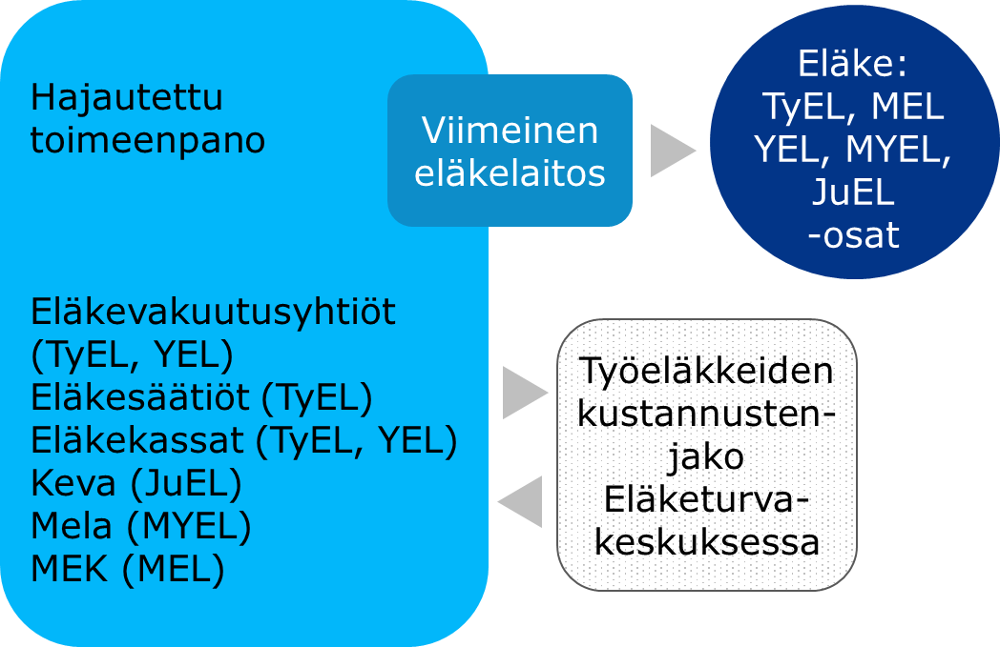 Hajautettu
toimeenpano
Viimeinen
eläkelaitos
Eläke:
TyEL, MEL
YEL, MYEL,
JuEL
-osat
Eläkevakuutusyhtiöt
(TyEL, YEL)
Eläkesäätiöt (TyEL)
Eläkekassat (TyEL, YEL)
Keva (JuEL)
Mela (MYEL)
MEK (MEL)
Työeläkkeiden
kustannusten-
jako
Eläketurva-
keskuksessa